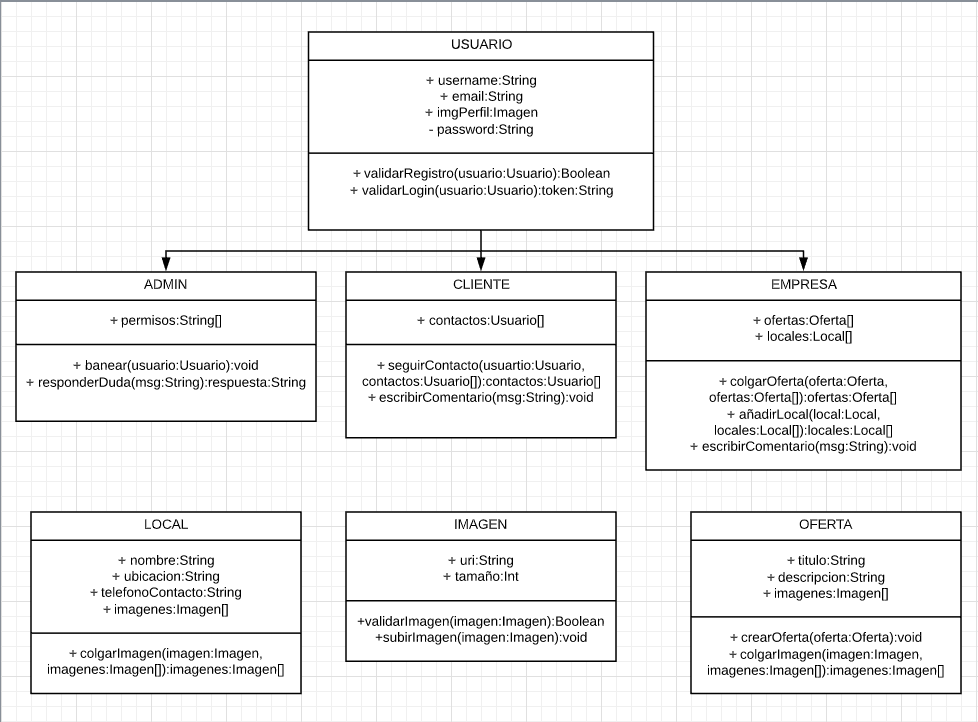 USUARIO
+ username:String
+ email:String
+ imgPerfil:Imagen
- password:String
+ validarRegistro(usuario:Usuario):Boolean
+ validarLogin(usuario:Usuario):token:String
ADMIN
+ permisos:String[]
+ banear(usuario:Usuario):void
+ responderDuda(msg:String):respuesta:String
CLIENTE
+ contactos:Usuario[]
+ seguirContacto(usuartio:Usuario,
contactos:Usuario[]):contactos:Usuario[]
+ escribirComentario(msg:String):void
EMPRESA
+ ofertas:Oferta[]
+ locales:Local[]
+ colgarOferta(oferta:Oferta,
ofertas:Oferta[]):ofertas:Oferta[]
+ añadirLocal(local:Local,
locales:Local[]):locales:Local[]
+ escribirComentario(msg:String):void
LOCAL
+ nombre:String
+ ubicacion:String
+ telefonoContacto:String
+ imagenes:Imagen[]
+ colgarImagen(imagen:Imagen,
imagenes:Imagen[]):imagenes:Imagen[]
IMAGEN
+ uri:String
+ tamaño:Int
+validarImagen(imagen:Imagen):Boolean
+subirImagen(imagen:Imagen):void
OFERTA
+ titulo:String
+ descripcion:String
+ imagenes:Imagen[]
+ crearOferta(oferta:Oferta):void
+ colgarImagen(imagen:Imagen,
imagenes:Imagen[]):imagenes:Imagen[]